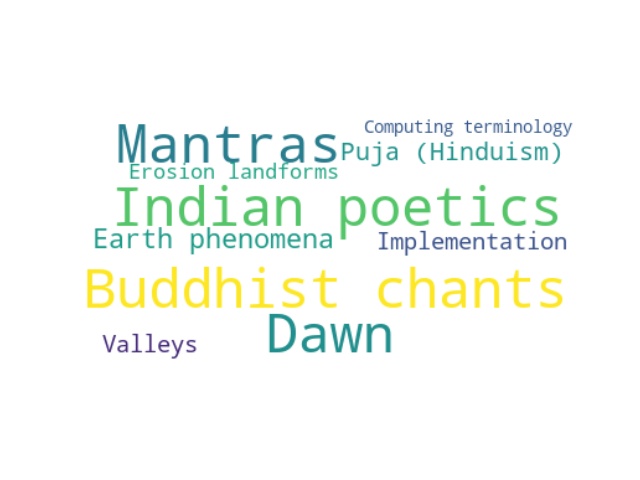 Computing terminology
Mantras
Puja (Hinduism)
Erosion landforms
Indian poetics
Earth phenomena
Implementation
Buddhist chants
Dawn
Valleys